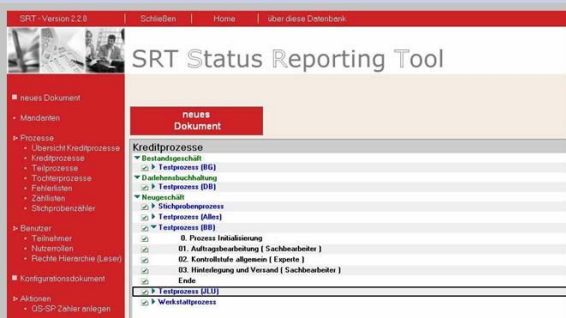 SRT - Version 2.2.8
Schließen
Home
über diese Datenbank
SRT Status Reporting Tool
neues Dokument
Mandanten
Prozesse
Übersicht Kreditprozesse
Kreditprozesse
Teilprozesse
Tochterprozesse
Fehlerlisten
Zähllisten
Stichprobenzähler
Benutzer
Teilnehmer
Nutzerrollen
Rechte Hierarchie (Leser)
Konfigurationsdokument
Aktionen
QS-SP Zähler anlegen
neues
Dokument
Kreditprozesse
Bestandsgeschäft
Testprozess (BG)
Darlehensbuchhaltung
Testprozess (DB)
Neugeschäft
Stichprobenprozess
Testprozess (Alles)
Testprozess (BB)
0. Prozess Initialisierung
01. Auftragsbearbeitung ( Sachbearbeiter )
02. Kontrollstufe allgemein ( Experte )
03. Hinterlegung und Versand ( Sachbearbeiter )
Ende
Testprozess (JLU)
Werkstattprozess